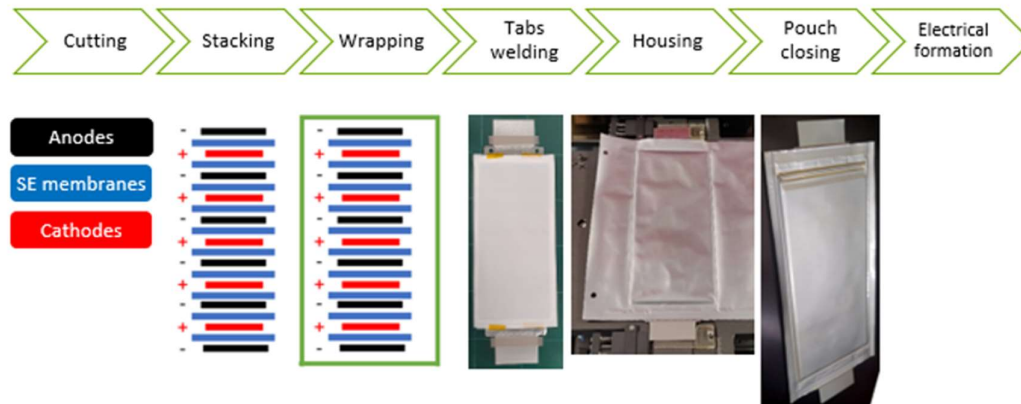 Cutting
Stacking
Wrapping
Tabs
welding
Housing
Pouch
closing
Electrical
formation
Anodes
SE membranes
Cathodes
-
+
-
+
-
+
-
+
-
+
-
-
+
-
+
-
+
-
+
-
+
-